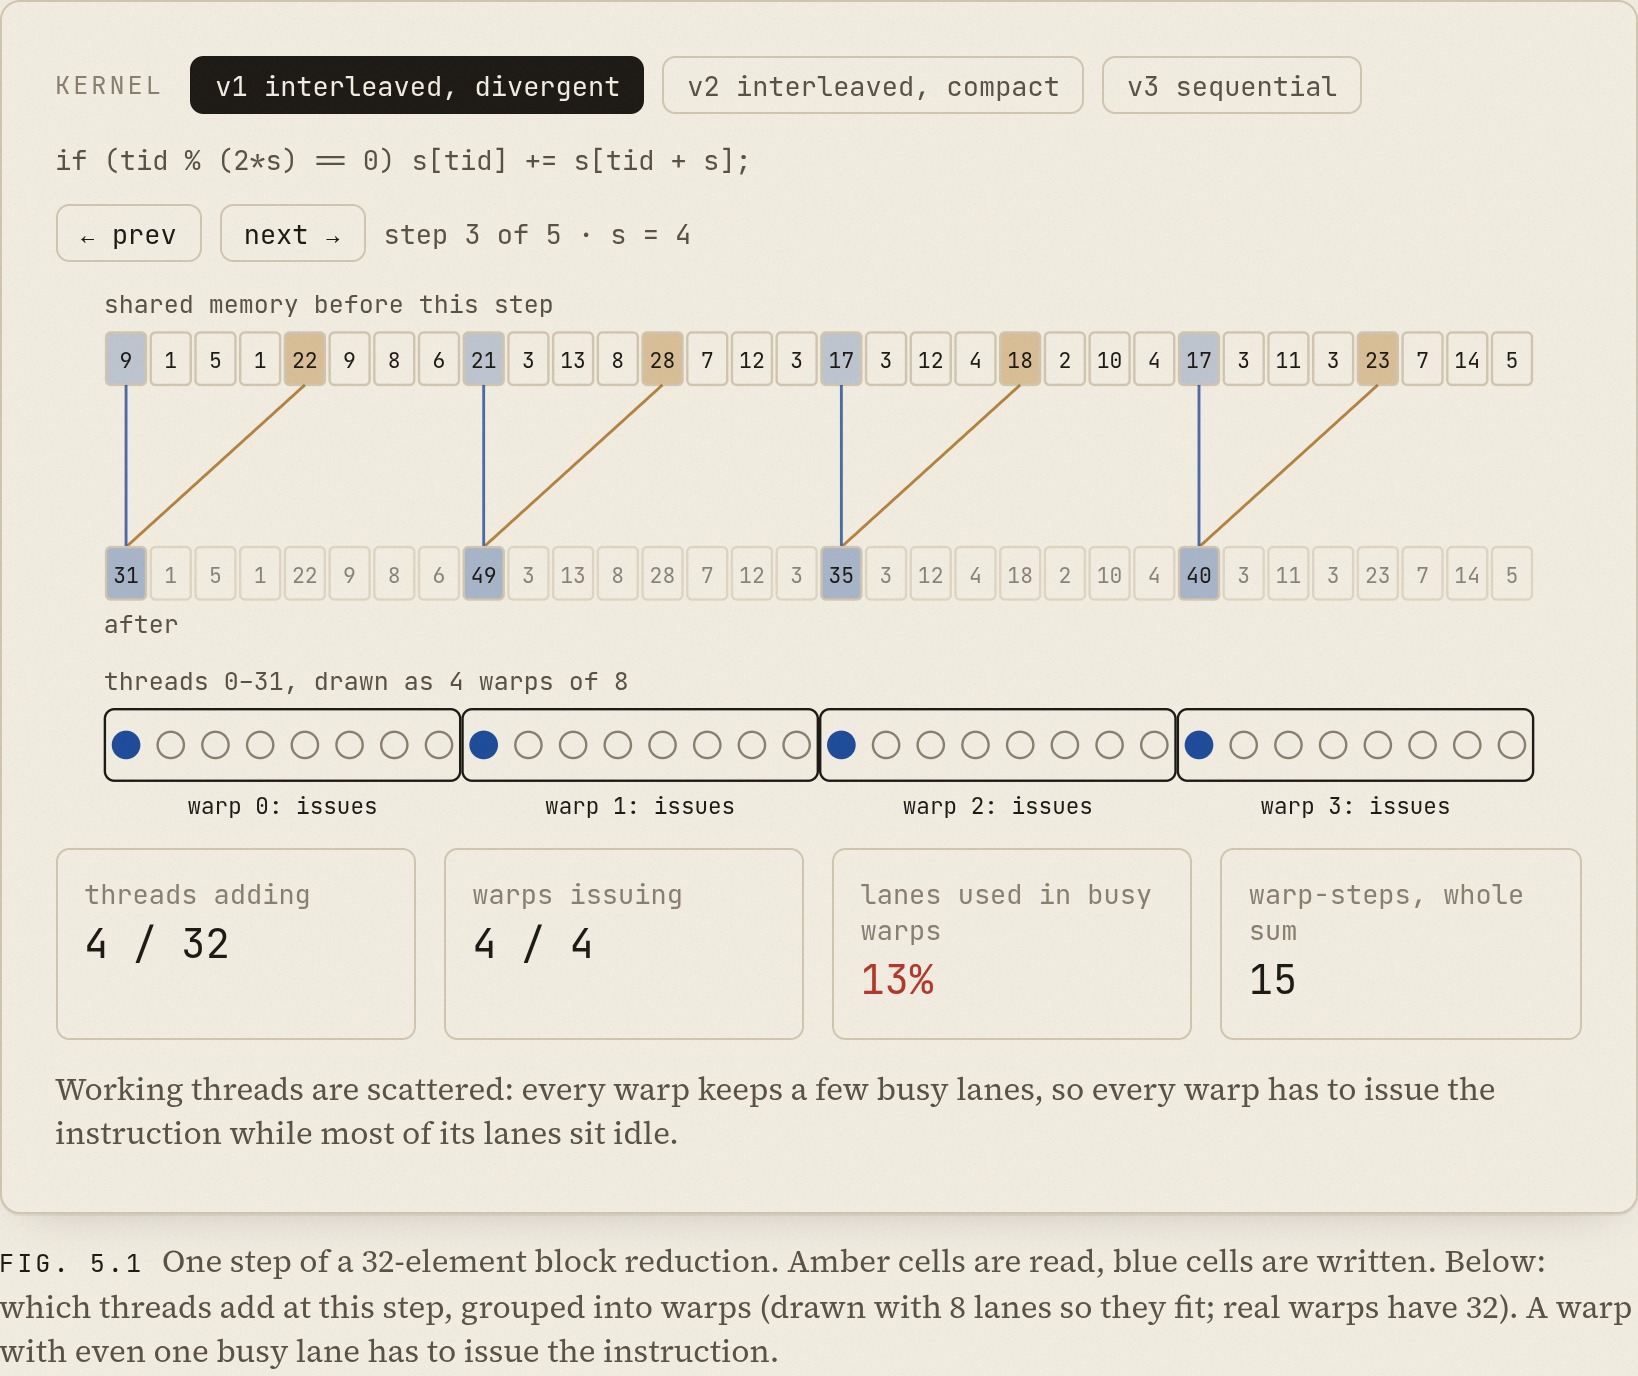 KERNEL v1 interleaved, divergent v2 interleaved, compact v3 sequential
if (tid % (2*s) == 0) s[tid] += s[tid + s];
← prev next → step 3 of 5 · s = 4
shared memory before this step
9 1 5 1 22 9 8 6 21 3 13 8 28 7 12 3 17 3 12 4 18 2 10 4 17 3 11 3 23 7 14 5
31 1 5 1 22 9 8 6 49 3 13 8 28 7 12 3 35 3 12 4 18 2 10 4 40 3 11 3 23 7 14 5
after
threads 0–31, drawn as 4 warps of 8
warp 0: issues warp 1: issues warp 2: issues warp 3: issues
threads adding
4 / 32
warps issuing
4 / 4
lanes used in busy
warps
13%
warp-steps, whole
sum
15
Working threads are scattered: every warp keeps a few busy lanes, so every warp has to issue the
instruction while most of its lanes sit idle.
FIG. 5.1 One step of a 32-element block reduction. Amber cells are read, blue cells are written. Below:
which threads add at this step, grouped into warps (drawn with 8 lanes so they fit; real warps have 32). A warp
with even one busy lane has to issue the instruction.